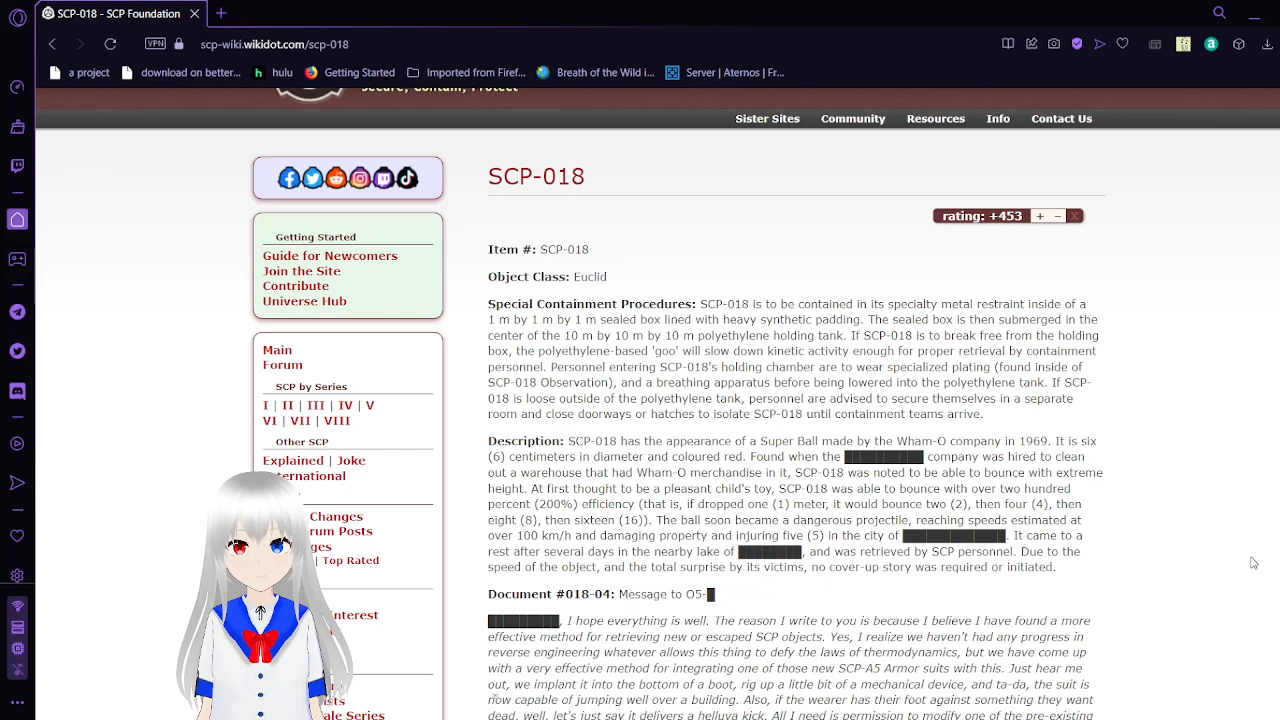 SCP-018 - SCP Foundation
VPN
scp-wiki.wikidot.com/scp-018
a project
download on better...
hulu
Getting Started
Imported from Firef...
Breath of the Wild i...
Server | Aternos | Fr...
Secure, Contain, Protect
Sister Sites
Community
Resources
Info
Contact Us
Getting Started
Guide for Newcomers
Join the Site
Contribute
Universe Hub
Main
Forum
SCP by Series
I | II | III | IV | V
VI | VII | VIII
Other SCP
Explained | Joke
Changes
| Top Rated
SCP-018
rating: +453 + − X
Item #: SCP-018
Object Class: Euclid
Special Containment Procedures: SCP-018 is to be contained in its specialty metal restraint inside of a
1 m by 1 m by 1 m sealed box lined with heavy synthetic padding. The sealed box is then submerged in the
center of the 10 m by 10 m by 10 m polyethylene holding tank. If SCP-018 is to break free from the holding
box, the polyethylene-based 'goo' will slow down kinetic activity enough for proper retrieval by containment
personnel. Personnel entering SCP-018's holding chamber are to wear specialized plating (found inside of
SCP-018 Observation), and a breathing apparatus before being lowered into the polyethylene tank. If SCP-
018 is loose outside of the polyethylene tank, personnel are advised to secure themselves in a separate
room and close doorways or hatches to isolate SCP-018 until containment teams arrive.
Description: SCP-018 has the appearance of a Super Ball made by the Wham-O company in 1969. It is six
(6) centimeters in diameter and coloured red. Found when the ██████████ company was hired to clean
out a warehouse that had Wham-O merchandise in it, SCP-018 was noted to be able to bounce with extreme
height. At first thought to be a pleasant child's toy, SCP-018 was able to bounce with over two hundred
percent (200%) efficiency (that is, if dropped one (1) meter, it would bounce two (2), then four (4), then
eight (8), then sixteen (16)). The ball soon became a dangerous projectile, reaching speeds estimated at
over 100 km/h and damaging property and injuring five (5) in the city of █████████████. It came to a
rest after several days in the nearby lake of ████████, and was retrieved by SCP personnel. Due to the
speed of the object, and the total surprise by its victims, no cover-up story was required or initiated.
Document #018-04: Message to O5-█
█████████, I hope everything is well. The reason I write to you is because I believe I have found a more
effective method for retrieving new or escaped SCP objects. Yes, I realize we haven't had any progress in
reverse engineering whatever allows this thing to defy the laws of thermodynamics, but we have come up
with a very effective method for integrating one of those new SCP-A5 Armor suits with this. Just hear me
out, we implant it into the bottom of a boot, rig up a little bit of a mechanical device, and ta-da, the suit is
now capable of jumping well over a building. Also, if the wearer has their foot against something they want
dead, well, let's just say it delivers a helluva kick. All I need is permission to modify one of the pre-existing